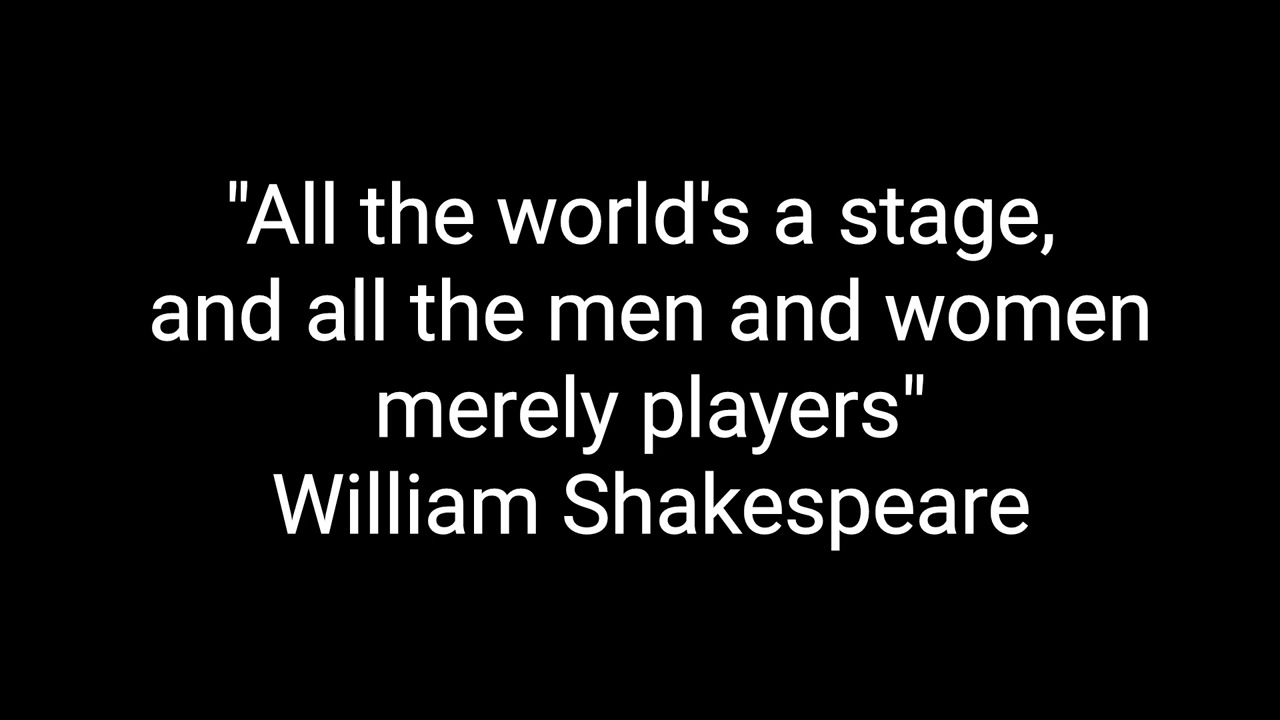 "All the world's a stage,
and all the men and women
merely players"
William Shakespeare